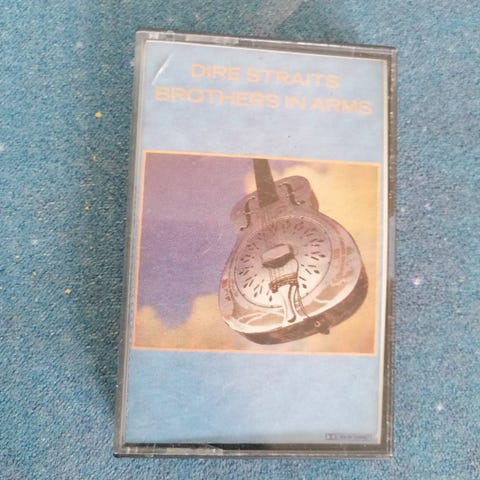 DIRE STRAITS
BROTHERS IN ARMS